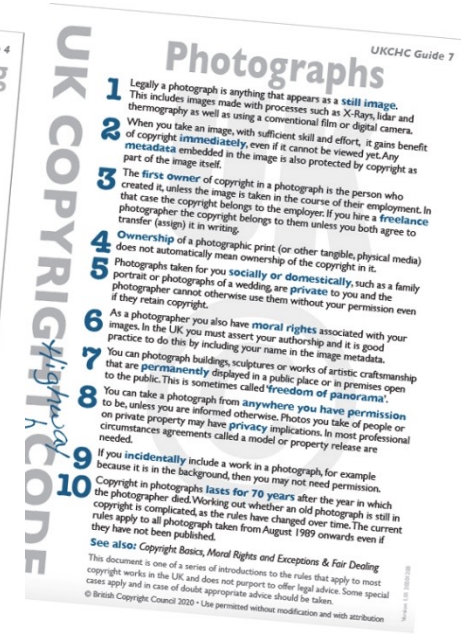 4
UK COPYRIGHT CODE
Highway
UKCHC Guide 7
Photographs
1 Legally a photograph is anything that appears as a still image.
This includes images made with processes such as X-Rays, lidar and
thermography as well as using a conventional film or digital camera.
2 When you take an image, with sufficient skill and effort, it gains benefit
of copyright immediately, even if it cannot be viewed yet. Any
metadata embedded in the image is also protected by copyright as
part of the image itself.
3 The first owner of copyright in a photograph is the person who
created it, unless the image is taken in the course of their employment. In
that case the copyright belongs to the employer. If you hire a freelance
photographer the copyright belongs to them unless you both agree to
transfer (assign) it in writing.
4 Ownership of a photographic print (or other tangible, physical media)
does not automatically mean ownership of the copyright in it.
5 Photographs taken for you socially or domestically, such as a family
portrait or photographs of a wedding, are private to you and the
photographer cannot otherwise use them without your permission even
if they retain copyright.
6 As a photographer you also have moral rights associated with your
images. In the UK you must assert your authorship and it is good
practice to do this by including your name in the image metadata.
7 You can photograph buildings, sculptures or works of artistic craftsmanship
that are permanently displayed in a public place or in premises open
to the public. This is sometimes called 'freedom of panorama'.
8 You can take a photograph from anywhere you have permission
to be, unless you are informed otherwise. Photos you take of people or
on private property may have privacy implications. In most professional
circumstances agreements called a model or property release are
needed.
9 If you incidentally include a work in a photograph, for example
because it is in the background, then you may not need permission.
10 Copyright in photographs lasts for 70 years after the year in which
the photographer died. Working out whether an old photograph is still in
copyright is complicated, as the rules have changed over time. The current
rules apply to all photograph taken from August 1989 onwards even if
they have not been published.
See also: Copyright Basics, Moral Rights and Exceptions & Fair Dealing
This document is one of a series of introductions to the rules that apply to most
copyright works in the UK and does not purport to offer legal advice. Some special
cases apply and in case of doubt appropriate advice should be taken.
© British Copyright Council 2020 • Use permitted without modification and with attribution